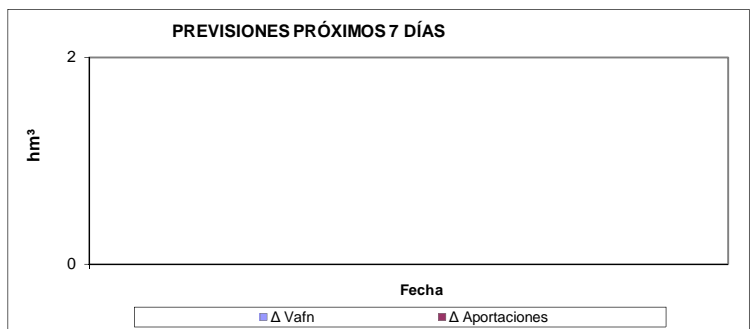 PREVISIONES PRÓXIMOS 7 DÍAS
2
hm³
0
Fecha
Δ Vafn Δ Aportaciones